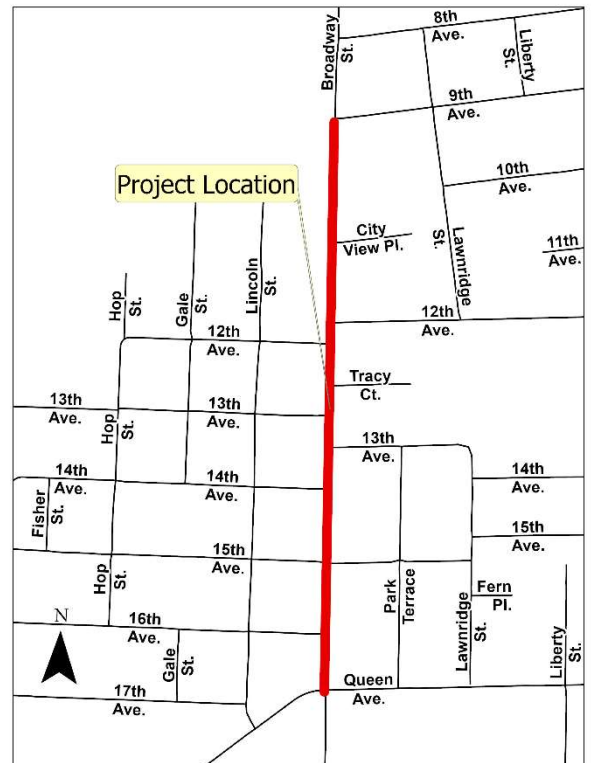 8th
Ave.
Broadway
St.
Liberty
St.
9th
Ave.
Project Location
10th
Ave.
City
View Pl.
11th
Ave.
Lawnridge
St.
Hop
St.
Gale
St.
Lincoln
St.
12th
Ave.
12th
Ave.
Tracy
Ct.
13th
Ave.
13th
Ave.
Hop
St.
13th
Ave.
14th
Ave.
14th
Ave.
14th
Ave.
Fisher
St.
15th
Ave.
15th
Ave.
Hop
St.
Park
Terrace
Fern
Pl.
Lawnridge
St.
Liberty
St.
N
16th
Ave.
Gale
St.
17th
Ave.
Queen
Ave.